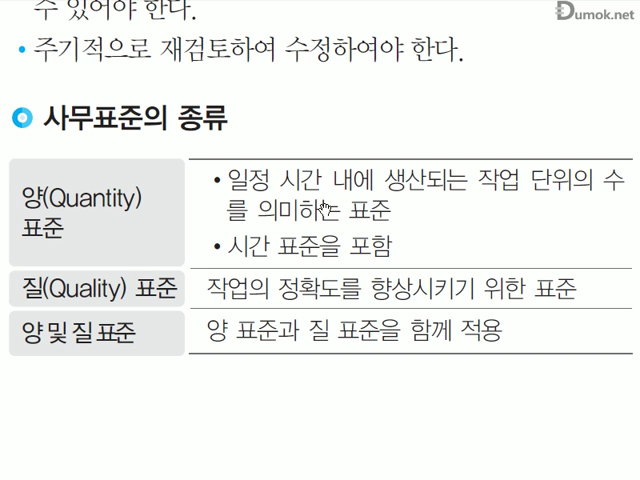 Dumok.net
수 있어야 한다.
• 주기적으로 재검토하여 수정하여야 한다.
사무표준의 종류
양(Quantity)
표준
• 일정 시간 내에 생산되는 작업 단위의 수
를 의미하는 표준
• 시간 표준을 포함
질(Quality) 표준
작업의 정확도를 향상시키기 위한 표준
양 및 질 표준
양 표준과 질 표준을 함께 적용